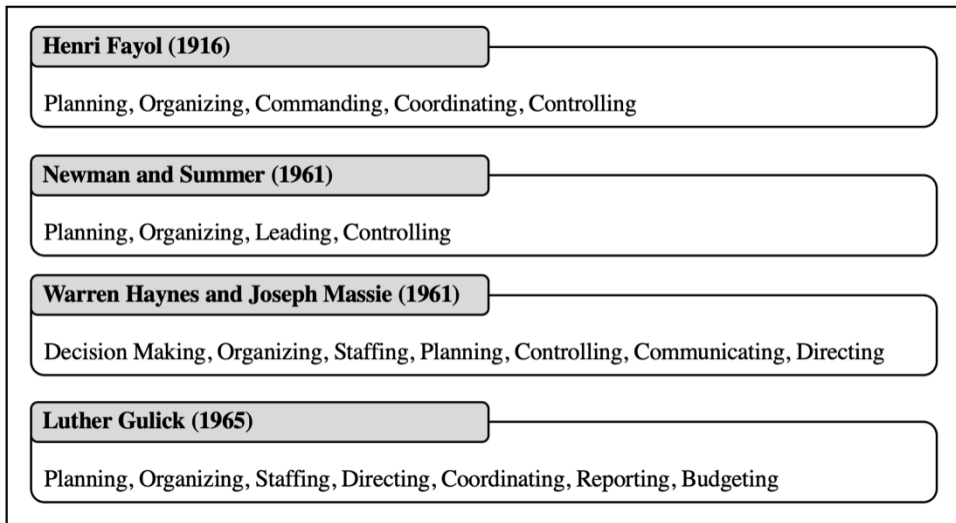 Henri Fayol (1916)
Planning, Organizing, Commanding, Coordinating, Controlling
Newman and Summer (1961)
Planning, Organizing, Leading, Controlling
Warren Haynes and Joseph Massie (1961)
Decision Making, Organizing, Staffing, Planning, Controlling, Communicating, Directing
Luther Gulick (1965)
Planning, Organizing, Staffing, Directing, Coordinating, Reporting, Budgeting